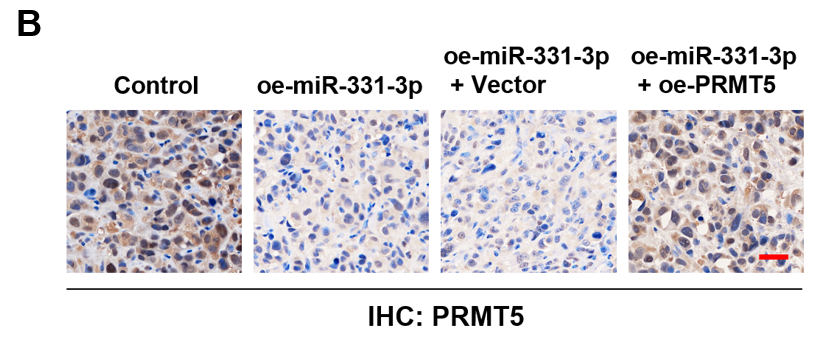 B
Control
oe-miR-331-3p
oe-miR-331-3p
+ Vector
oe-miR-331-3p
+ oe-PRMT5
IHC: PRMT5